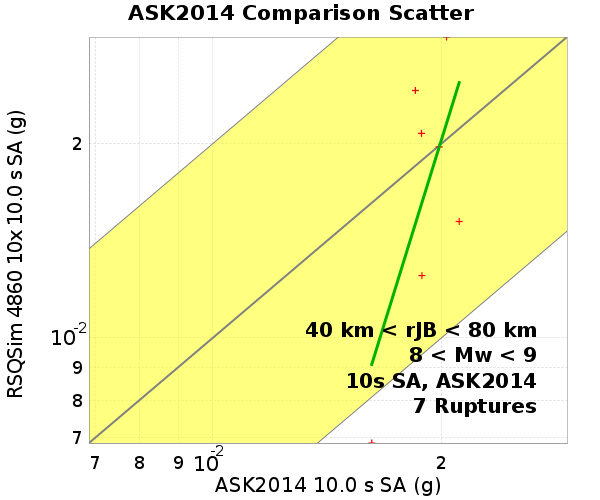 ASK2014 Comparison Scatter
RSQSim 4860 10x 10.0 s SA (g)
2
10-2
9
8
7
40 km < rJB < 80 km
8 < Mw < 9
10s SA, ASK2014
7 Ruptures
7 8 9 10-2 2
ASK2014 10.0 s SA (g)